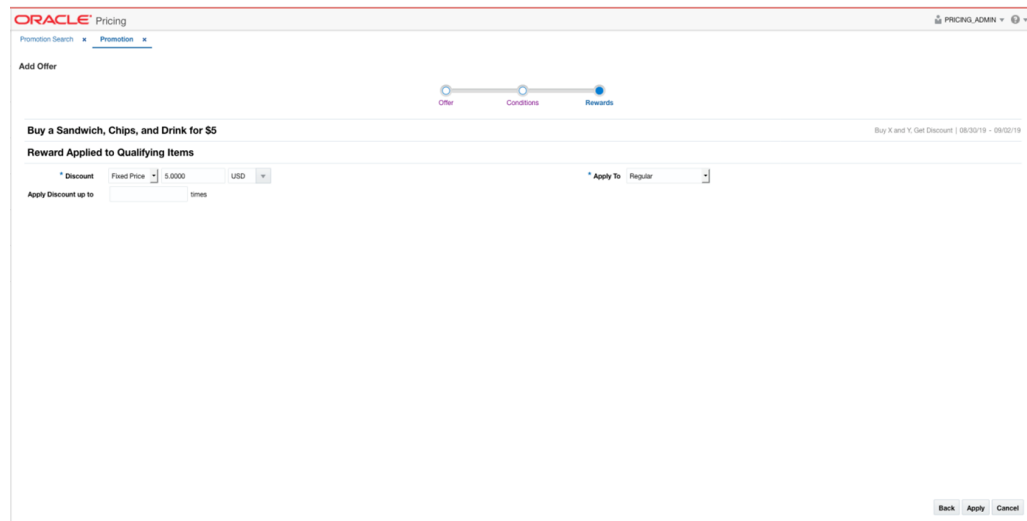 ORACLE® Pricing PRICING_ADMIN
Promotion Search × Promotion ×
Add Offer
Offer Conditions Rewards
Buy a Sandwich, Chips, and Drink for $5 Buy X and Y, Get Discount | 08/30/19 - 09/02/19
Reward Applied to Qualifying Items
* Discount Fixed Price 5.0000 USD * Apply To Regular
Apply Discount up to times
Back Apply Cancel